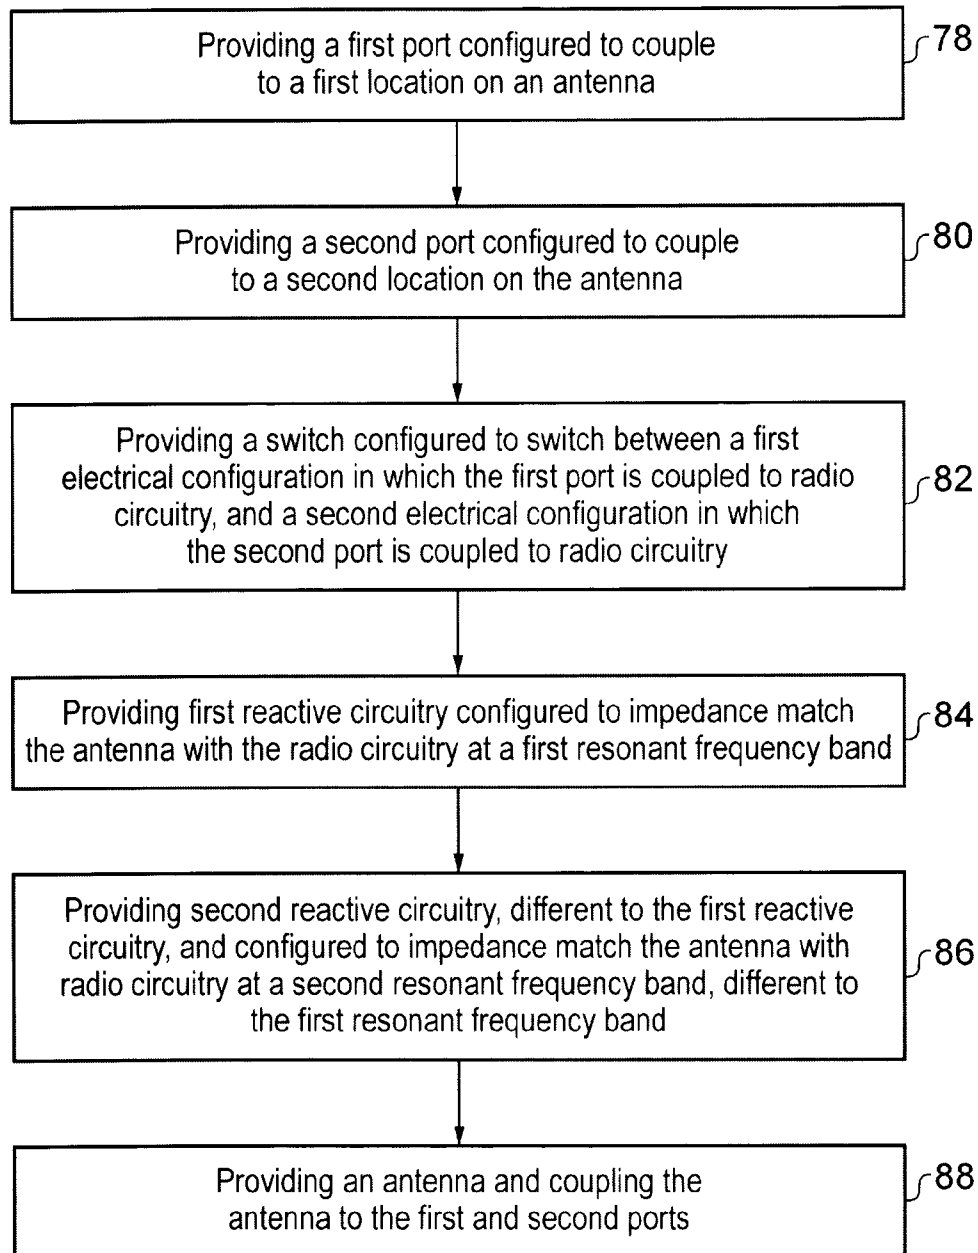 Providing a first port configured to couple
to a first location on an antenna
78
Providing a second port configured to couple
to a second location on the antenna
80
Providing a switch configured to switch between a first
electrical configuration in which the first port is coupled to radio
circuitry, and a second electrical configuration in which
the second port is coupled to radio circuitry
82
Providing first reactive circuitry configured to impedance match
the antenna with the radio circuitry at a first resonant frequency band
84
Providing second reactive circuitry, different to the first reactive
circuitry, and configured to impedance match the antenna with
radio circuitry at a second resonant frequency band, different to
the first resonant frequency band
86
Providing an antenna and coupling the
antenna to the first and second ports
88